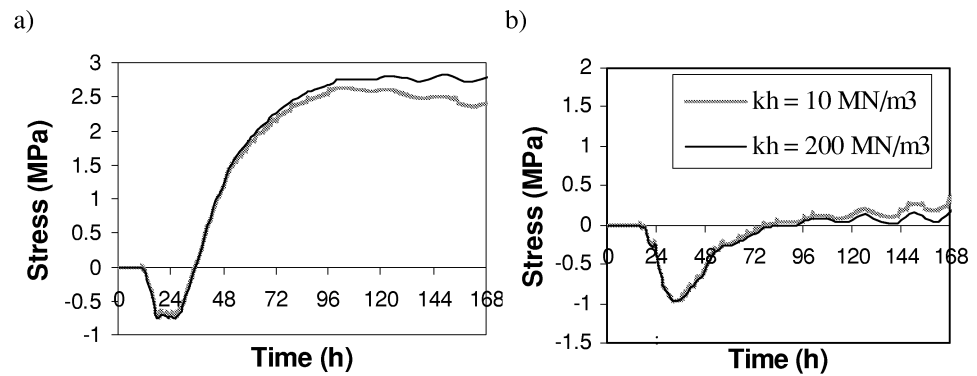 a)
3
2.5
2
1.5
1
0.5
0
-0.5
-1
0 24 48 72 96 120 144 168
Stress (MPa)
Time (h)
b)
2
1.5
1
0.5
0
-0.5
-1
-1.5
0 24 48 72 96 120 144 168
Stress (MPa)
Time (h)
kh = 10 MN/m3
kh = 200 MN/m3